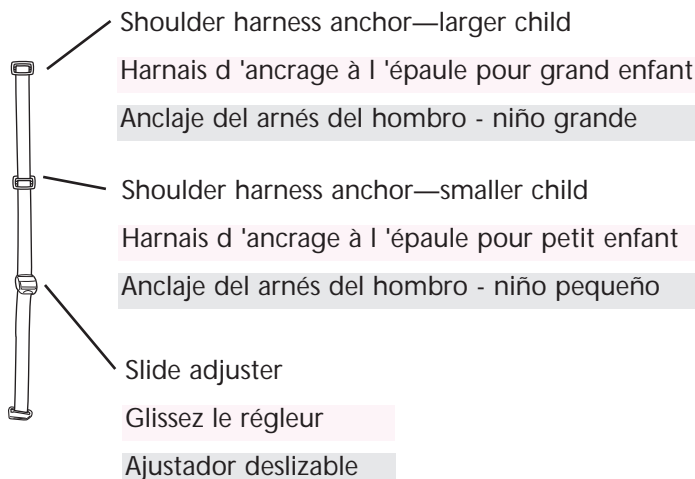 Shoulder harness anchor—larger child
Harnais d 'ancrage à l 'épaule pour grand enfant
Anclaje del arnés del hombro - niño grande
Shoulder harness anchor—smaller child
Harnais d 'ancrage à l 'épaule pour petit enfant
Anclaje del arnés del hombro - niño pequeño
Slide adjuster
Glissez le régleur
Ajustador deslizable